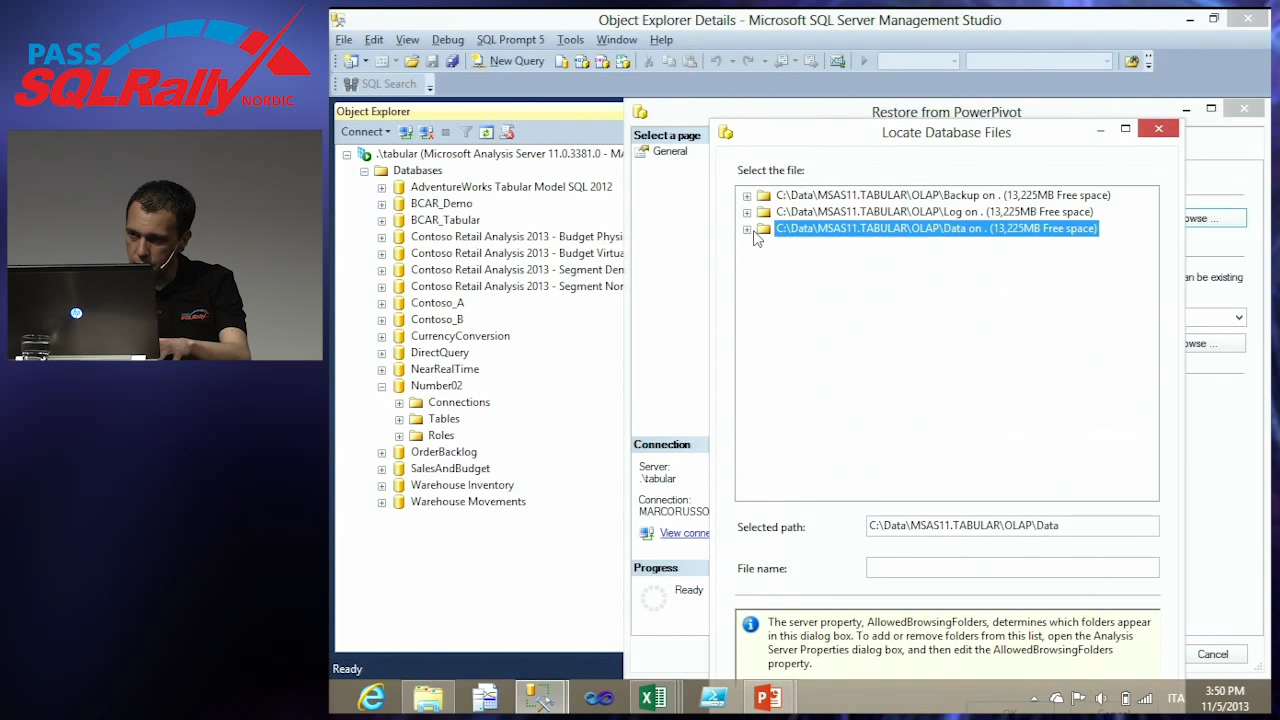 PASS
SQLRally
NORDIC
Object Explorer Details - Microsoft SQL Server Management Studio
File Edit View Debug SQL Prompt 5 Tools Window Help
New Query
SQL Search
Object Explorer
Connect
.\tabular (Microsoft Analysis Server 11.0.3381.0 - MA
Databases
AdventureWorks Tabular Model SQL 2012
BCAR_Demo
BCAR_Tabular
Contoso Retail Analysis 2013 - Budget Physi
Contoso Retail Analysis 2013 - Budget Virtua
Contoso Retail Analysis 2013 - Segment Den
Contoso Retail Analysis 2013 - Segment Nor
Contoso_A
Contoso_B
CurrencyConversion
DirectQuery
NearRealTime
Number02
Connections
Tables
Roles
OrderBacklog
SalesAndBudget
Warehouse Inventory
Warehouse Movements
Ready
Restore from PowerPivot
Select a page
General
Connection
Server:
.\tabular
Connection:
MARCORUSSO
View conne
Progress
Ready
Locate Database Files
Select the file:
C:\Data\MSAS11.TABULAR\OLAP\Backup on . (13,225MB Free space)
C:\Data\MSAS11.TABULAR\OLAP\Log on . (13,225MB Free space)
C:\Data\MSAS11.TABULAR\OLAP\Data on . (13,225MB Free space)
Selected path: C:\Data\MSAS11.TABULAR\OLAP\Data
File name:
The server property, AllowedBrowsingFolders, determines which folders appear
in this dialog box. To add or remove folders from this list, open the Analysis
Server Properties dialog box, and then edit the AllowedBrowsingFolders
property.
owse ...
can be existing
owse ...
Cancel
ITA
3:50 PM
11/5/2013